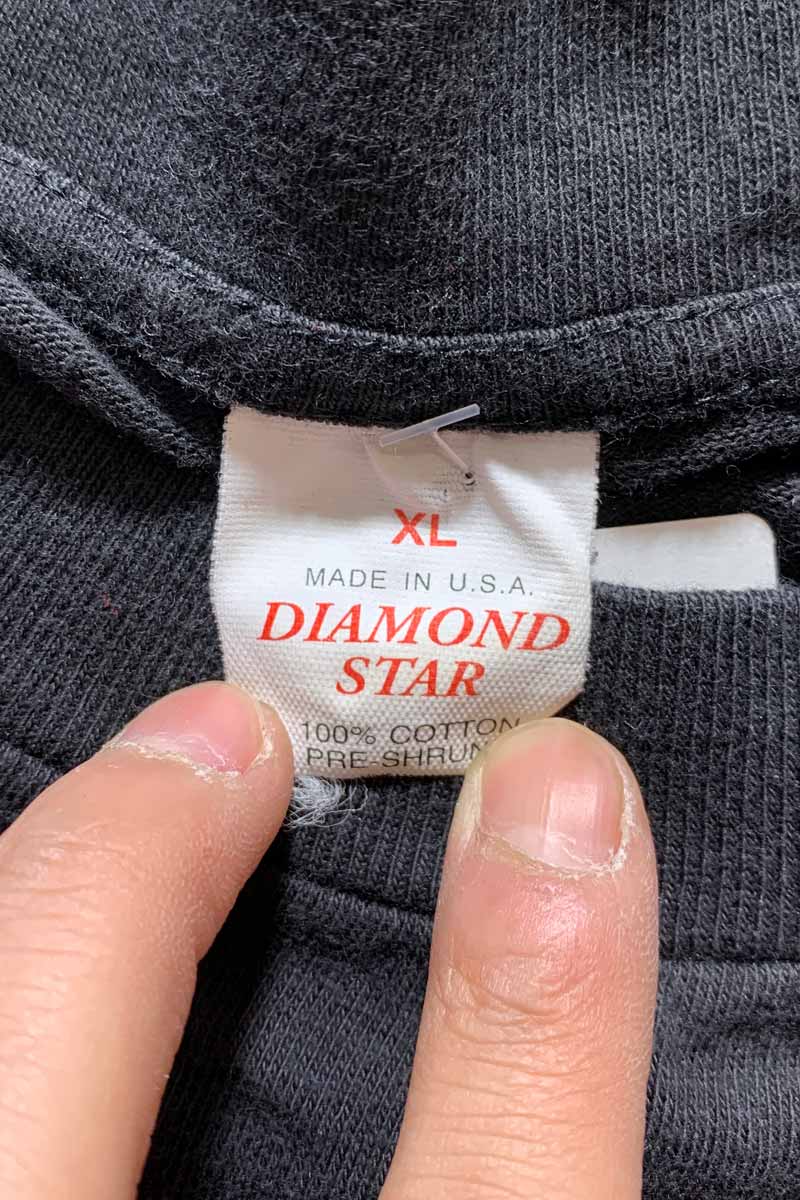 XL
MADE IN U.S.A.
DIAMOND
STAR
100% COTTON